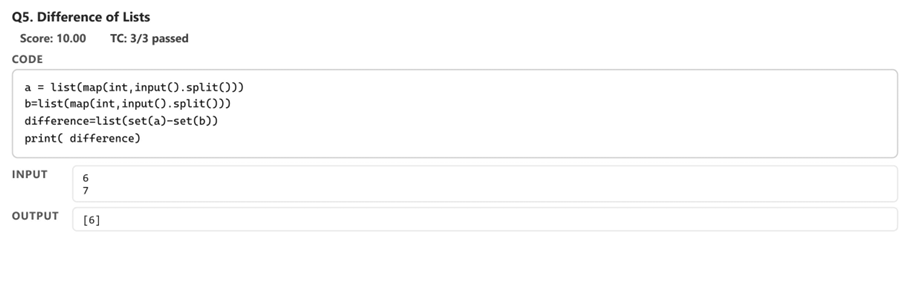 Q5. Difference of Lists
Score: 10.00 TC: 3/3 passed
CODE
a = list(map(int,input().split()))
b=list(map(int,input().split()))
difference=list(set(a)-set(b))
print( difference)
INPUT
6
7
OUTPUT
[6]